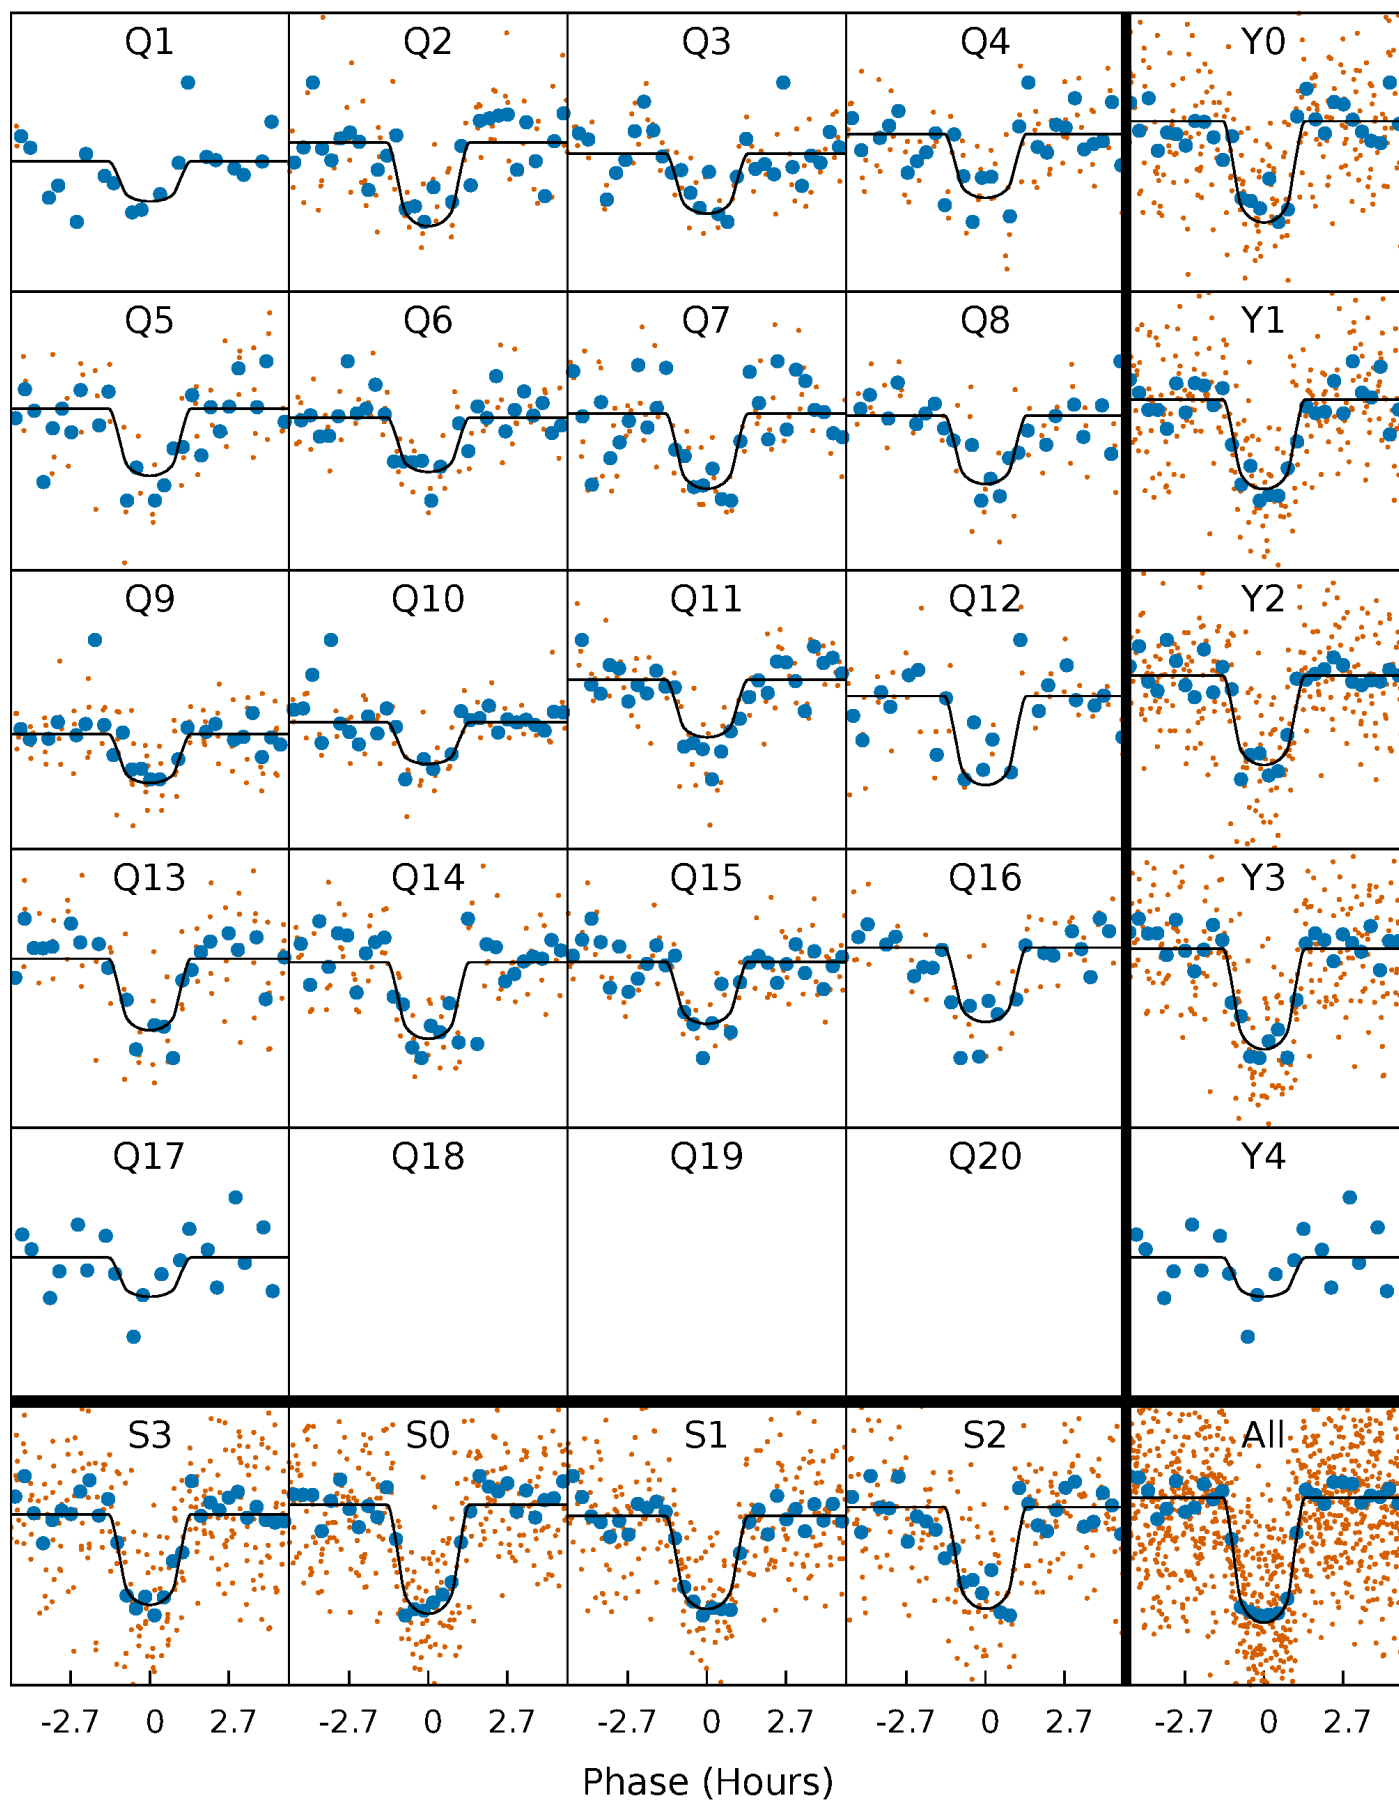 Q1 Q2 Q3 Q4 Y0
Q5 Q6 Q7 Q8 Y1
Q9 Q10 Q11 Q12 Y2
Q13 Q14 Q15 Q16 Y3
Q17 Q18 Q19 Q20 Y4
S3 S0 S1 S2 All
-2.7 0 2.7 -2.7 0 2.7 -2.7 0 2.7 -2.7 0 2.7 -2.7 0 2.7
Phase (Hours)